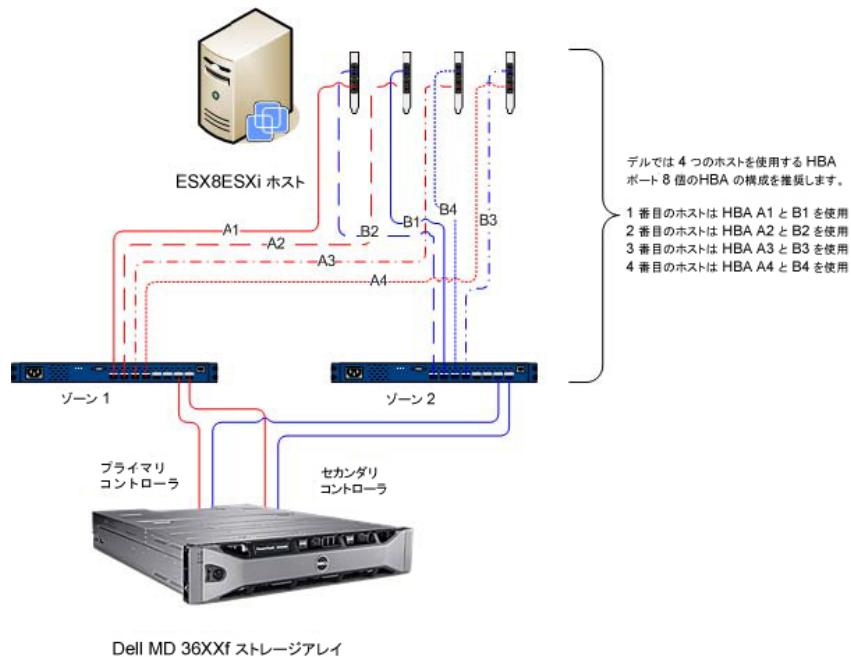 ESX8ESXi ホスト
デルでは 4 つのホストを使用する HBA
ポート 8 個のHBA の構成を推奨します。
1 番目のホストは HBA A1 と B1 を使用
2 番目のホストは HBA A2 と B2 を使用
3 番目のホストは HBA A3 と B3 を使用
4 番目のホストは HBA A4 と B4 を使用
A1
A2
A3
A4
B2
B1
B4
B3
ゾーン 1
ゾーン 2
プライマリ
コントローラ
セカンダリ
コントローラ
DELL
Dell MD 36XXf ストレージアレイ